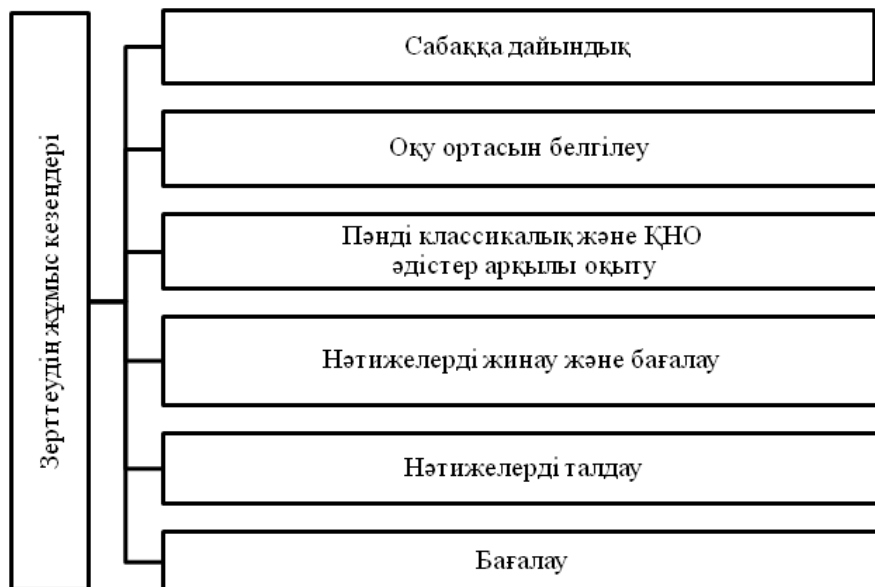 Зерттеудің жұмыс кезеңдері
Сабаққа дайындық
Оқу ортасын белгілеу
Пәнді классикалық және ҚНО
әдістер арқылы оқыту
Нәтижелерді жинау және бағалау
Нәтижелерді талдау
Бағалау